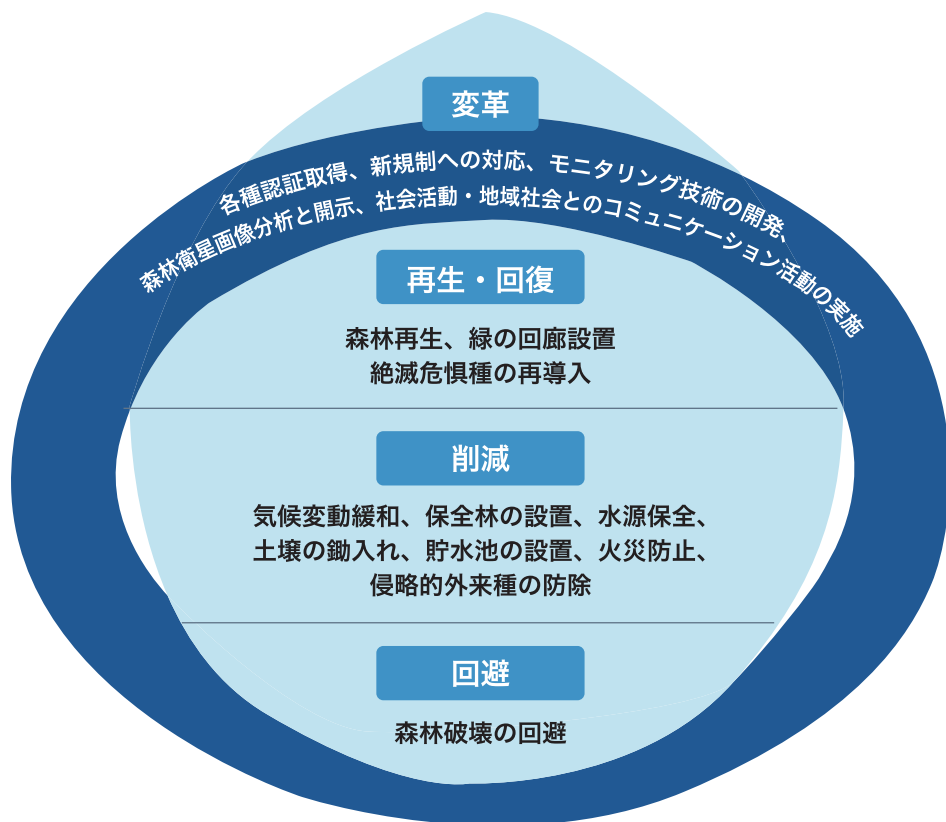 変革
各種認証取得、新規制への対応、モニタリング技術の開発、
森林衛星画像分析と開示、社会活動・地域社会とのコミュニケーション活動の実施
再生・回復
森林再生、緑の回廊設置
絶滅危惧種の再導入
削減
気候変動緩和、保全林の設置、水源保全、
土壌の鋤入れ、貯水池の設置、火災防止、
侵略的外来種の防除
回避
森林破壊の回避